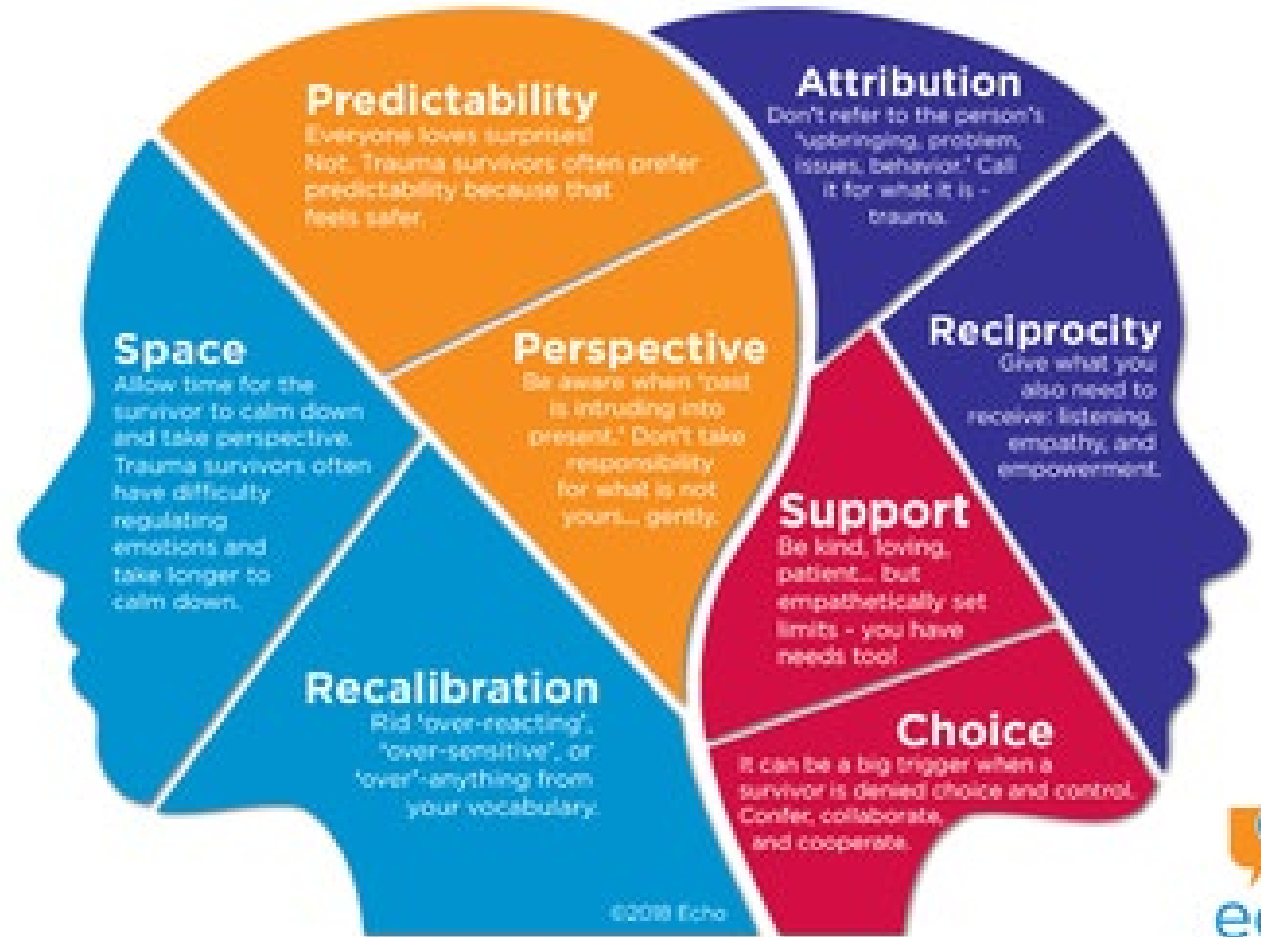 Predictability
Everyone loves surprises!
Not. Trauma survivors often prefer
predictability because that
feels safer.
Attribution
Don't refer to the person's
'upbringing, problem,
issues, behavior.' Call
it for what it is -
trauma.
Space
Allow time for the
survivor to calm down
and take perspective.
Trauma survivors often
have difficulty
regulating
emotions and
take longer to
calm down.
Perspective
Be aware when 'past
is intruding into
present.' Don't take
responsibility
for what is not
yours... gently.
Reciprocity
Give what you
also need to
receive: listening,
empathy, and
empowerment.
Support
Be kind, loving,
patient... but
empathetically set
limits - you have
needs too!
Recalibration
Rid 'over-reacting',
'over-sensitive', or
'over'-anything from
your vocabulary.
Choice
It can be a big trigger when a
survivor is denied choice and control.
Confer, collaborate,
and cooperate.
©2018 Echo